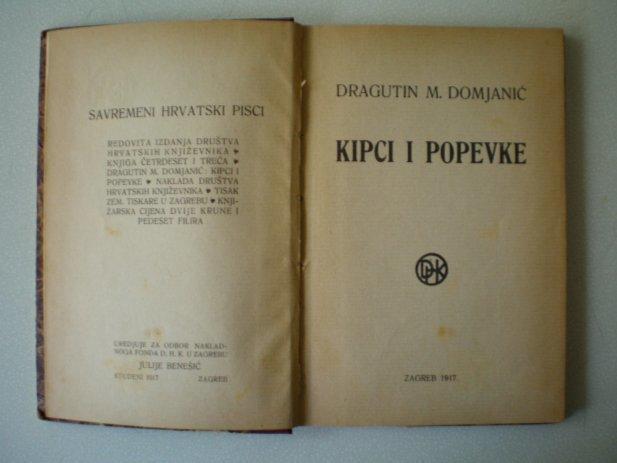 SAVREMENI HRVATSKI PISCI
REDOVITA IZDANJA DRUŠTVA
HRVATSKIH KNJIŽEVNIKA ♥
KNJIGA ČETRDESET I TREĆA ♥
DRAGUTIN M. DOMJANIĆ: KIPCI I
POPEVKE ♥ NAKLADA DRUŠTVA
HRVATSKIH KNJIŽEVNIKA ♥ TISAK
ZEM. TISKARE U ZAGREBU ♥ KNJI-
ŽARSKA CIJENA DVIJE KRUNE I
PEDESET FILIRA
UREDJUJE ZA ODBOR NAKLAD-
NOGA FONDA D. H. K. U ZAGREBU
JULIJE BENEŠIĆ
STUDENI 1917 ZAGREB
DRAGUTIN M. DOMJANIĆ
KIPCI I POPEVKE
DHK
ZAGREB 1917.